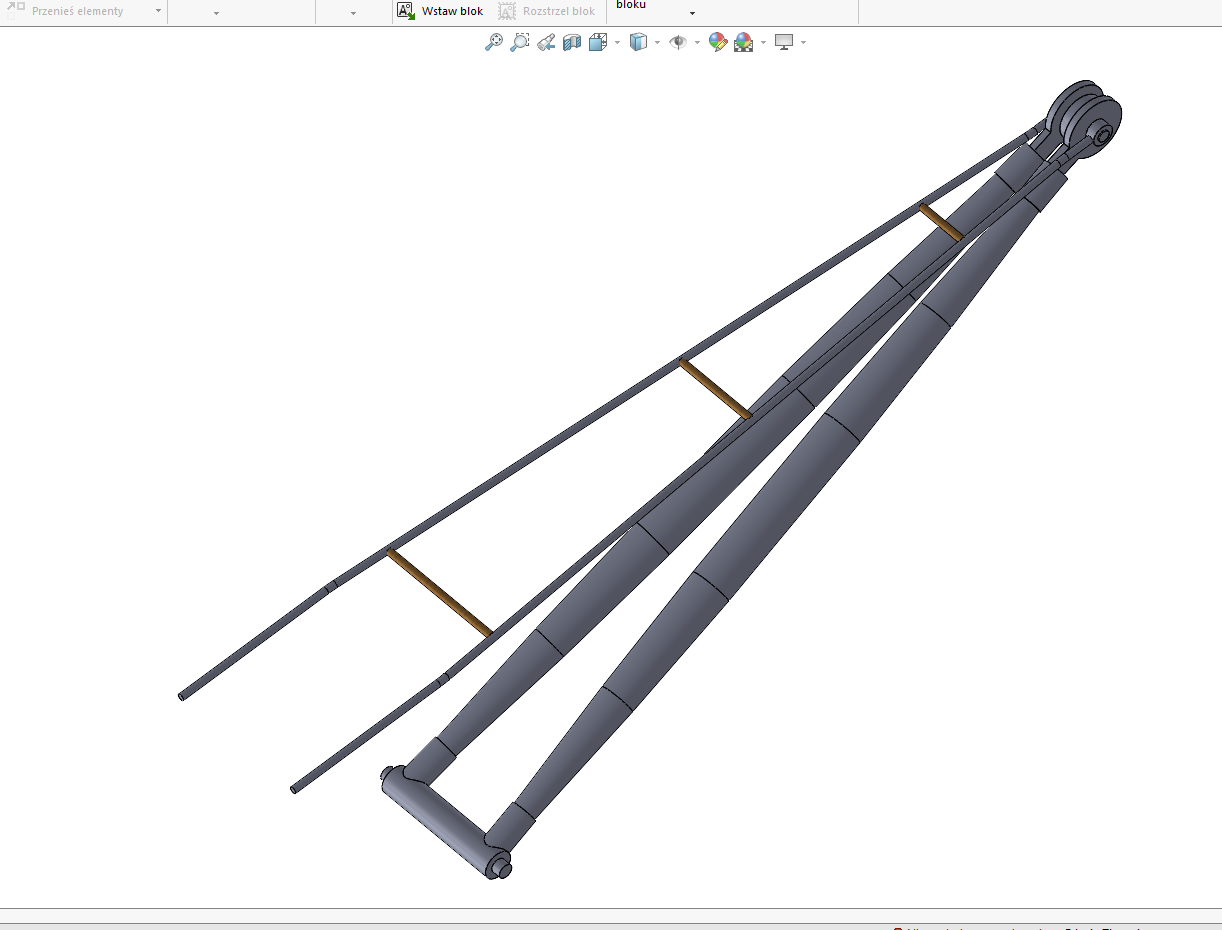 Przenieś elementy
Wstaw blok
Rozstrzel blok
bloku